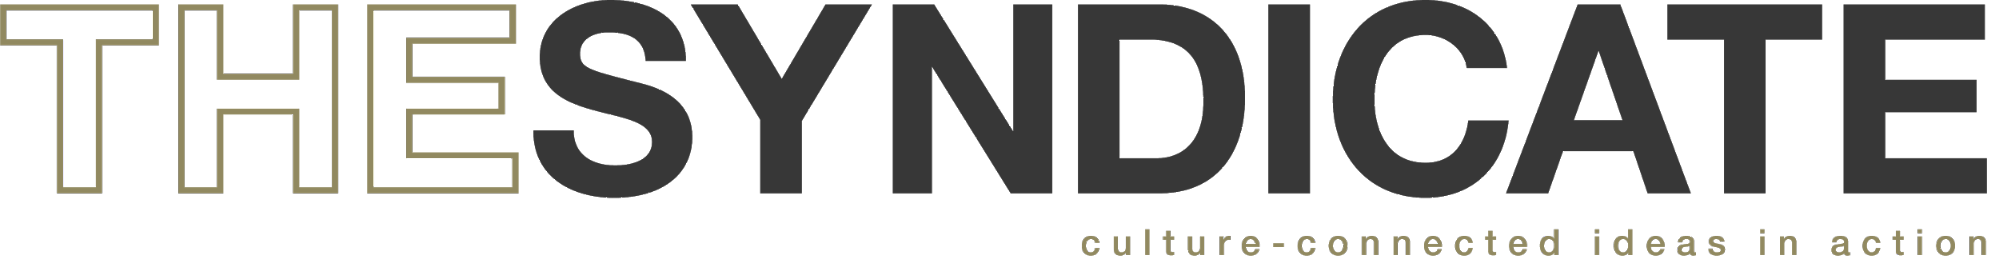 THESYNDICATE
culture-connected ideas in action